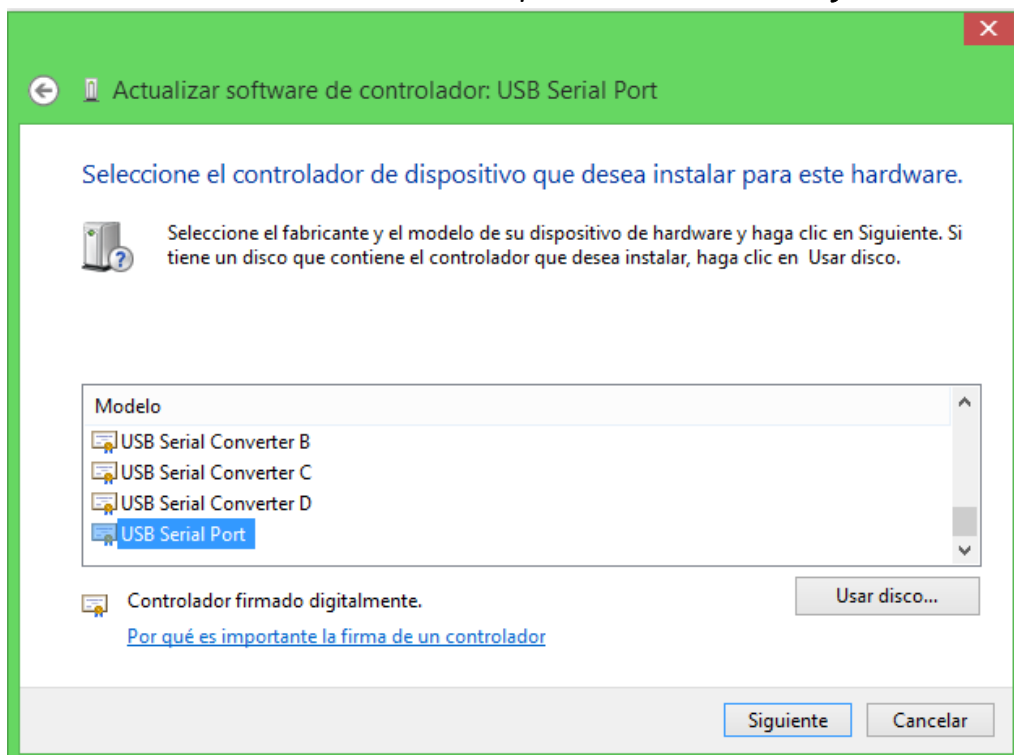 Actualizar software de controlador: USB Serial Port
Seleccione el controlador de dispositivo que desea instalar para este hardware.
Seleccione el fabricante y el modelo de su dispositivo de hardware y haga clic en Siguiente. Si
tiene un disco que contiene el controlador que desea instalar, haga clic en Usar disco.
Modelo
USB Serial Converter B
USB Serial Converter C
USB Serial Converter D
USB Serial Port
Controlador firmado digitalmente.
Usar disco...
Por qué es importante la firma de un controlador
Siguiente
Cancelar